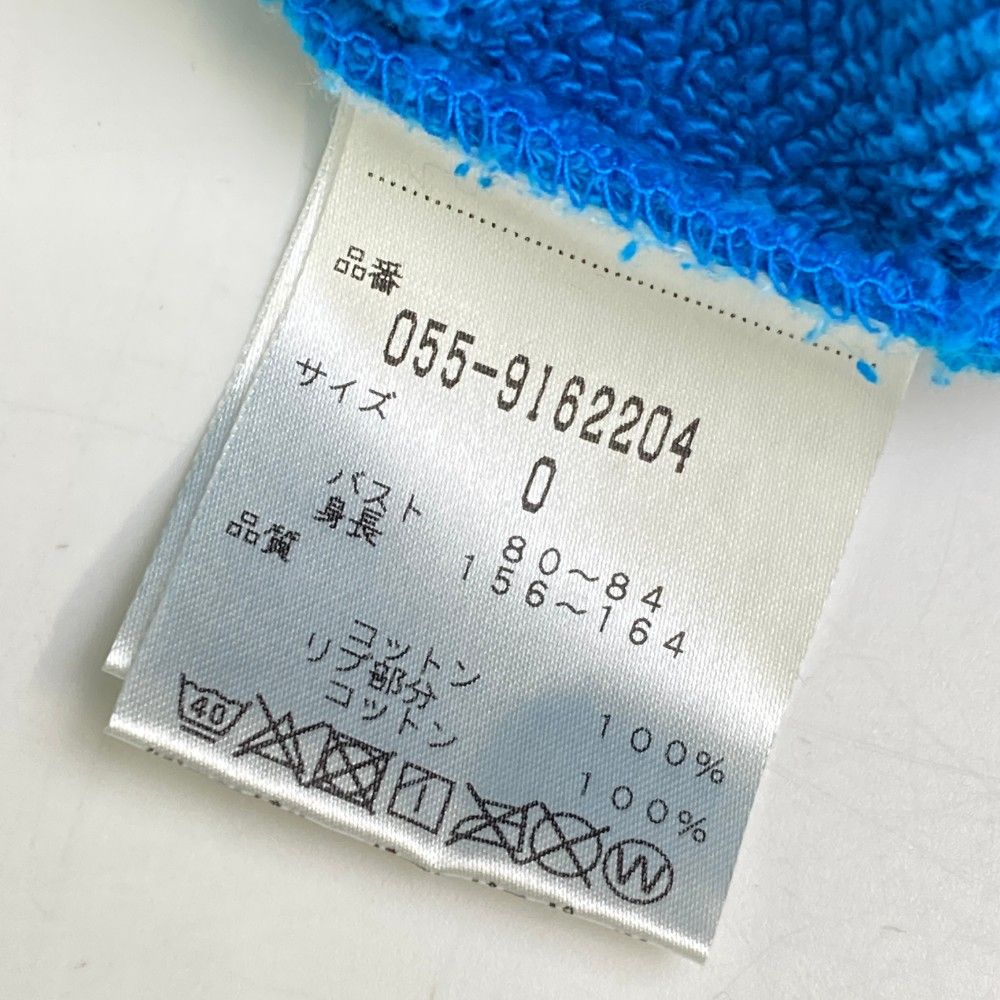 品番
055-9162204
サイズ
0
バスト 80~84
身長 156~164
品質
コットン 100%
リブ部分
コットン 100%
40
W